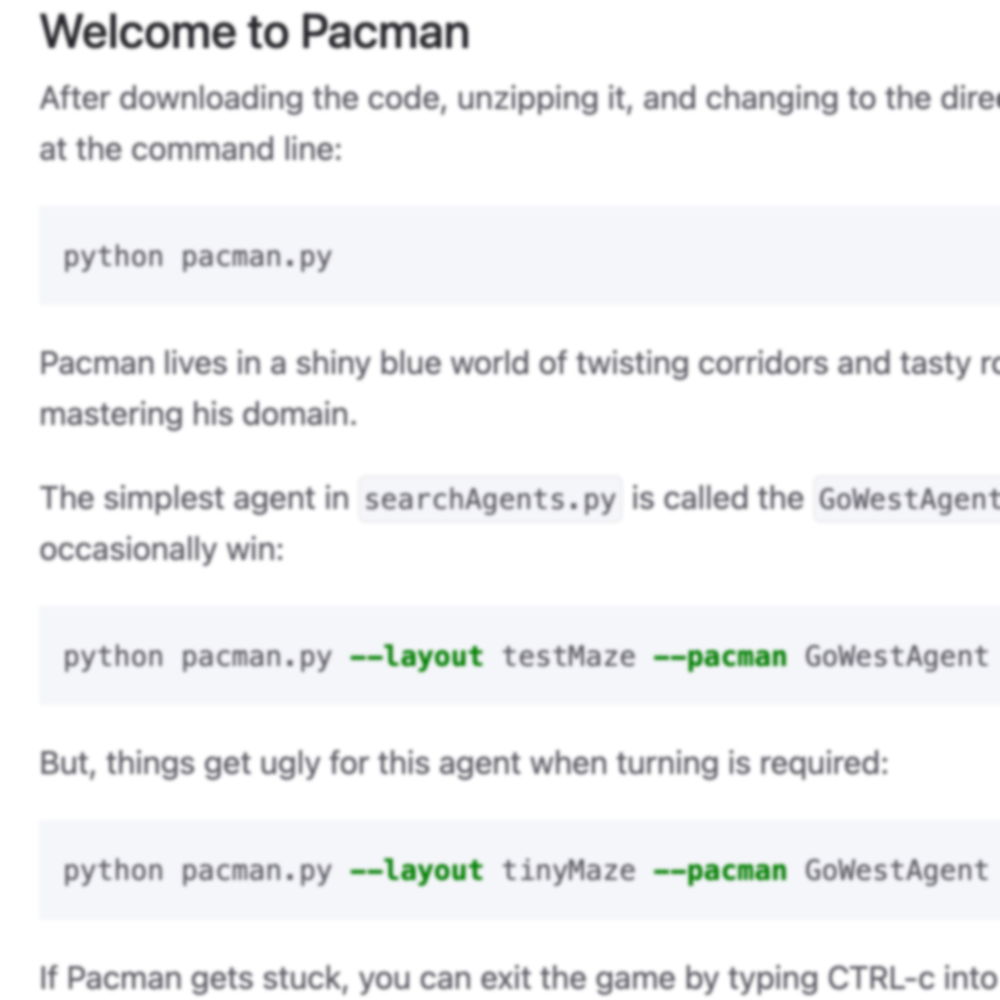 Welcome to Pacman
After downloading the code, unzipping it, and changing to the
at the command line:
python pacman.py
Pacman lives in a shiny blue world of twisting corridors and tasty
mastering his domain.
The simplest agent in searchAgents.py is called the GoWestAgent
occasionally win:
python pacman.py --layout testMaze --pacman GoWestAgent
But, things get ugly for this agent when turning is required:
python pacman.py --layout tinyMaze --pacman GoWestAgent
If Pacman gets stuck, you can exit the game by typing CTRL-c into